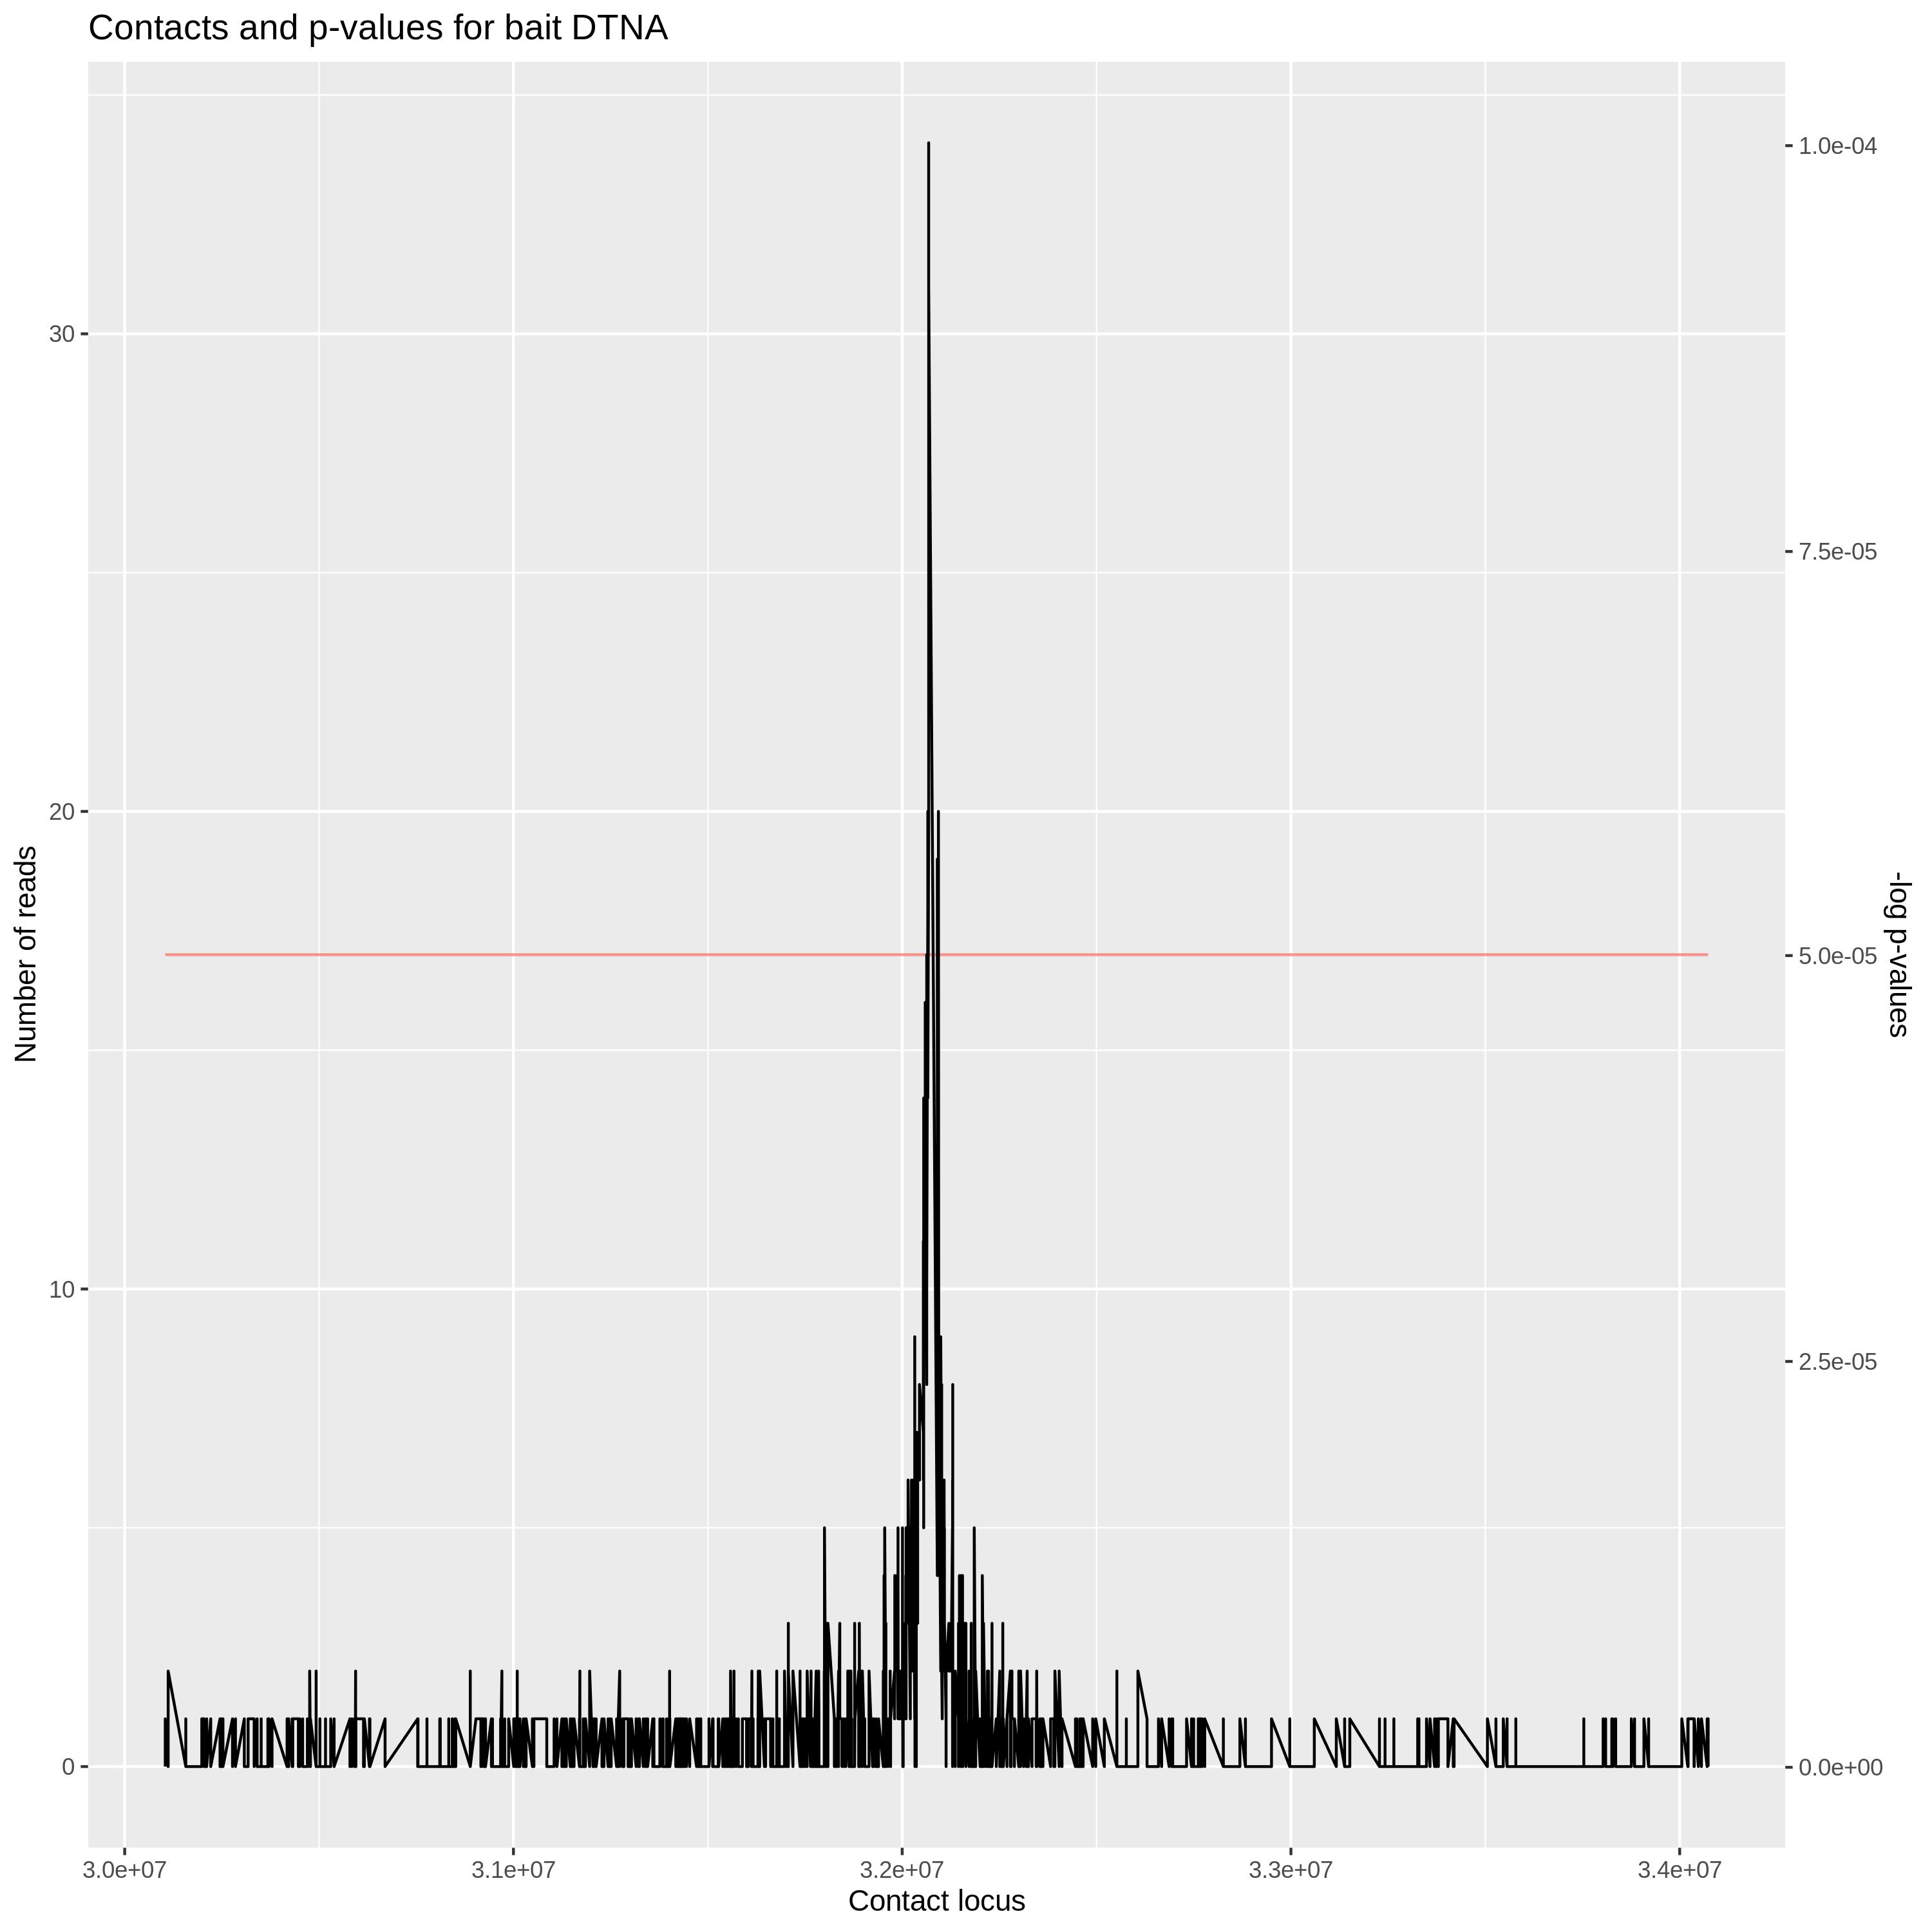 Contacts and p-values for bait DTNA
30
20
10
0
Number of reads
1.0e-04
7.5e-05
5.0e-05
2.5e-05
0.0e+00
-log p-values
3.0e+07 3.1e+07 3.2e+07 3.3e+07 3.4e+07
Contact locus